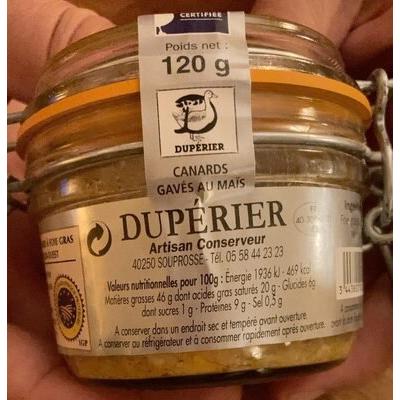 CERTIFIÉE
Poids net :
120 g
DUPÉRIER
CANARDS
GAVÉS AU MAÏS
À FOIE GRAS
IGP
DUPÉRIER
Artisan Conserveur
40250 SOUPROSSE - Tél. 05 58 44 23 23
Valeurs nutritionnelles pour 100g : Énergie 1936 kJ - 469 kcal
Matières grasses 46 g dont acides gras saturés 20 g - Glucides 6g
dont sucres 1 g - Protéines 9 g - Sel 0,5 g
A conserver dans un endroit sec et tempéré avant ouverture.
A conserver au réfrigérateur et à consommer rapidement après ouverture.